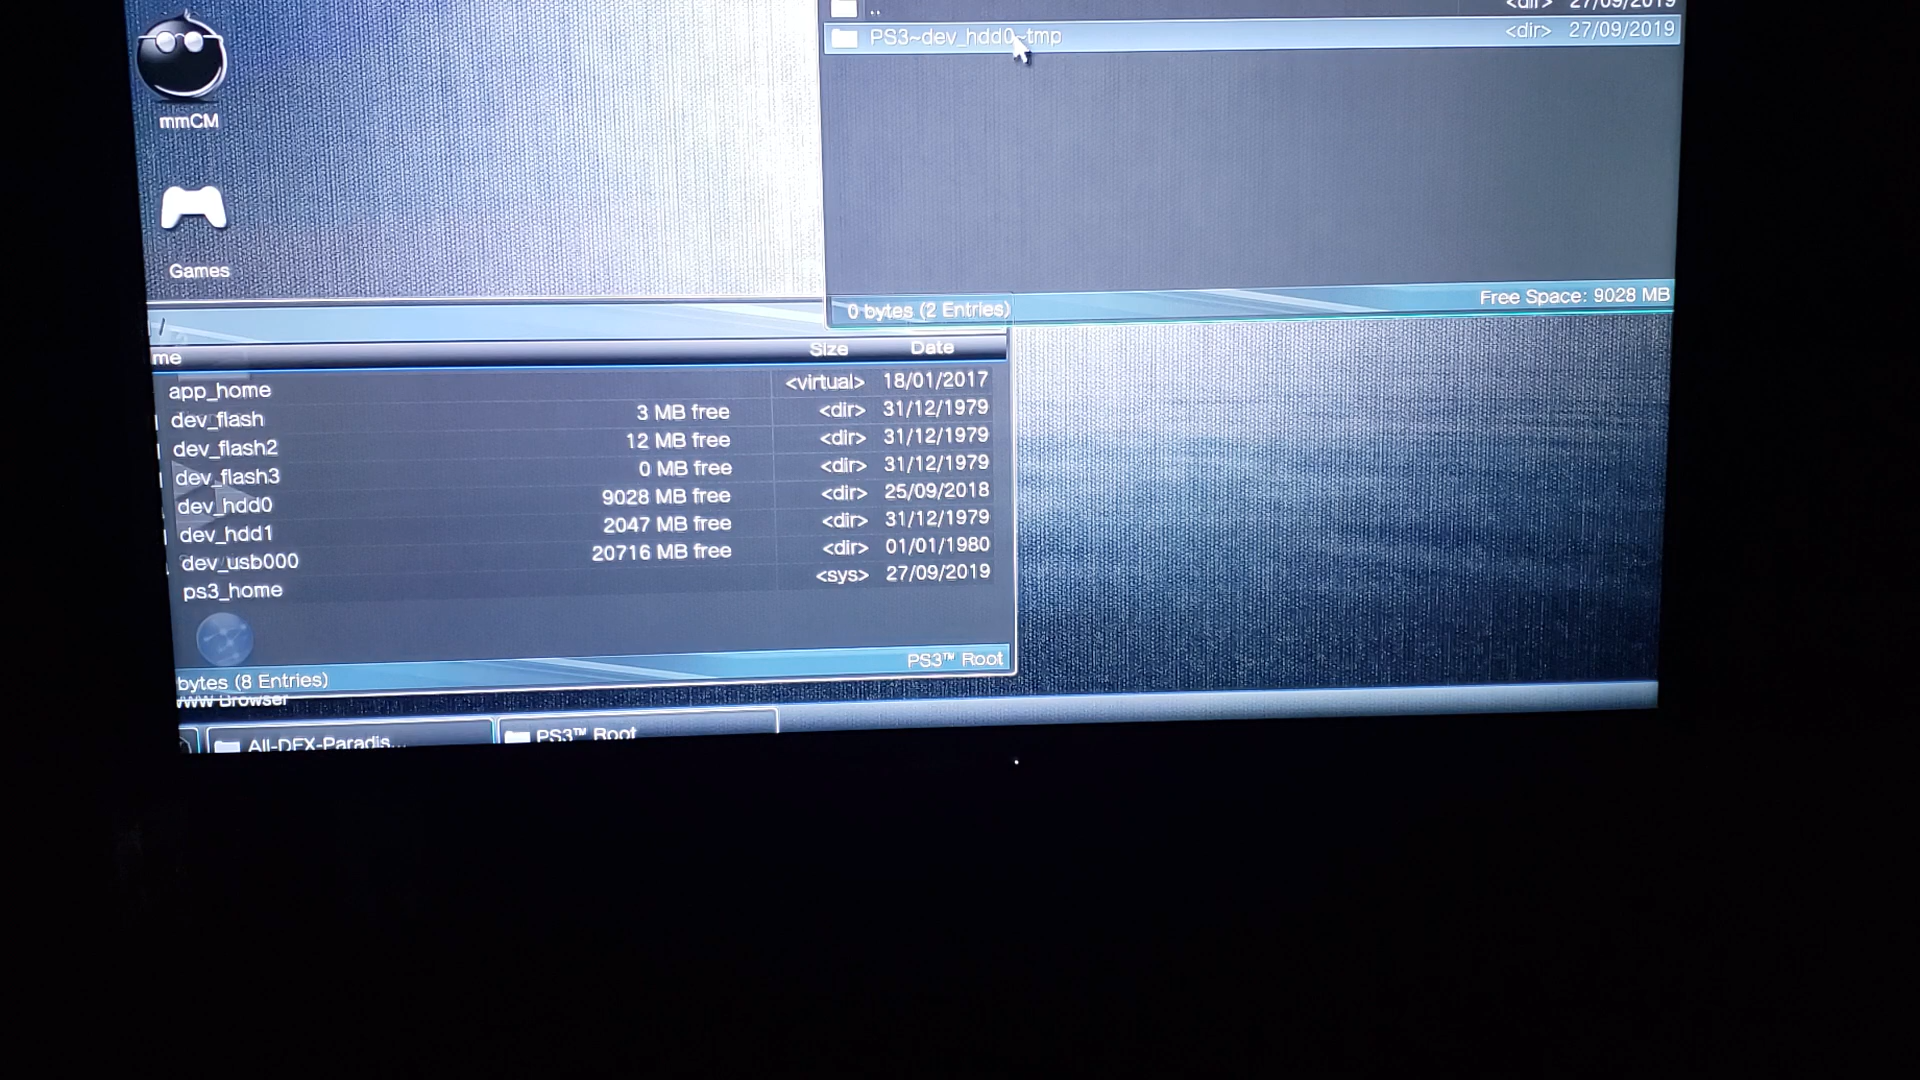 .. <dir> 27/09/2019
PS3~dev_hdd0~tmp <dir> 27/09/2019
mmCM
Games
0 bytes (2 Entries) Free Space: 9028 MB
/
me Size Date
app_home <virtual> 18/01/2017
dev_flash 3 MB free <dir> 31/12/1979
dev_flash2 12 MB free <dir> 31/12/1979
dev_flash3 0 MB free <dir> 31/12/1979
dev_hdd0 9028 MB free <dir> 25/09/2018
dev_hdd1 2047 MB free <dir> 31/12/1979
dev_usb000 20716 MB free <dir> 01/01/1980
ps3_home <sys> 27/09/2019
bytes (8 Entries) PS3™ Root
WW Browser
All-DFX-Paradis... PS3™ Root